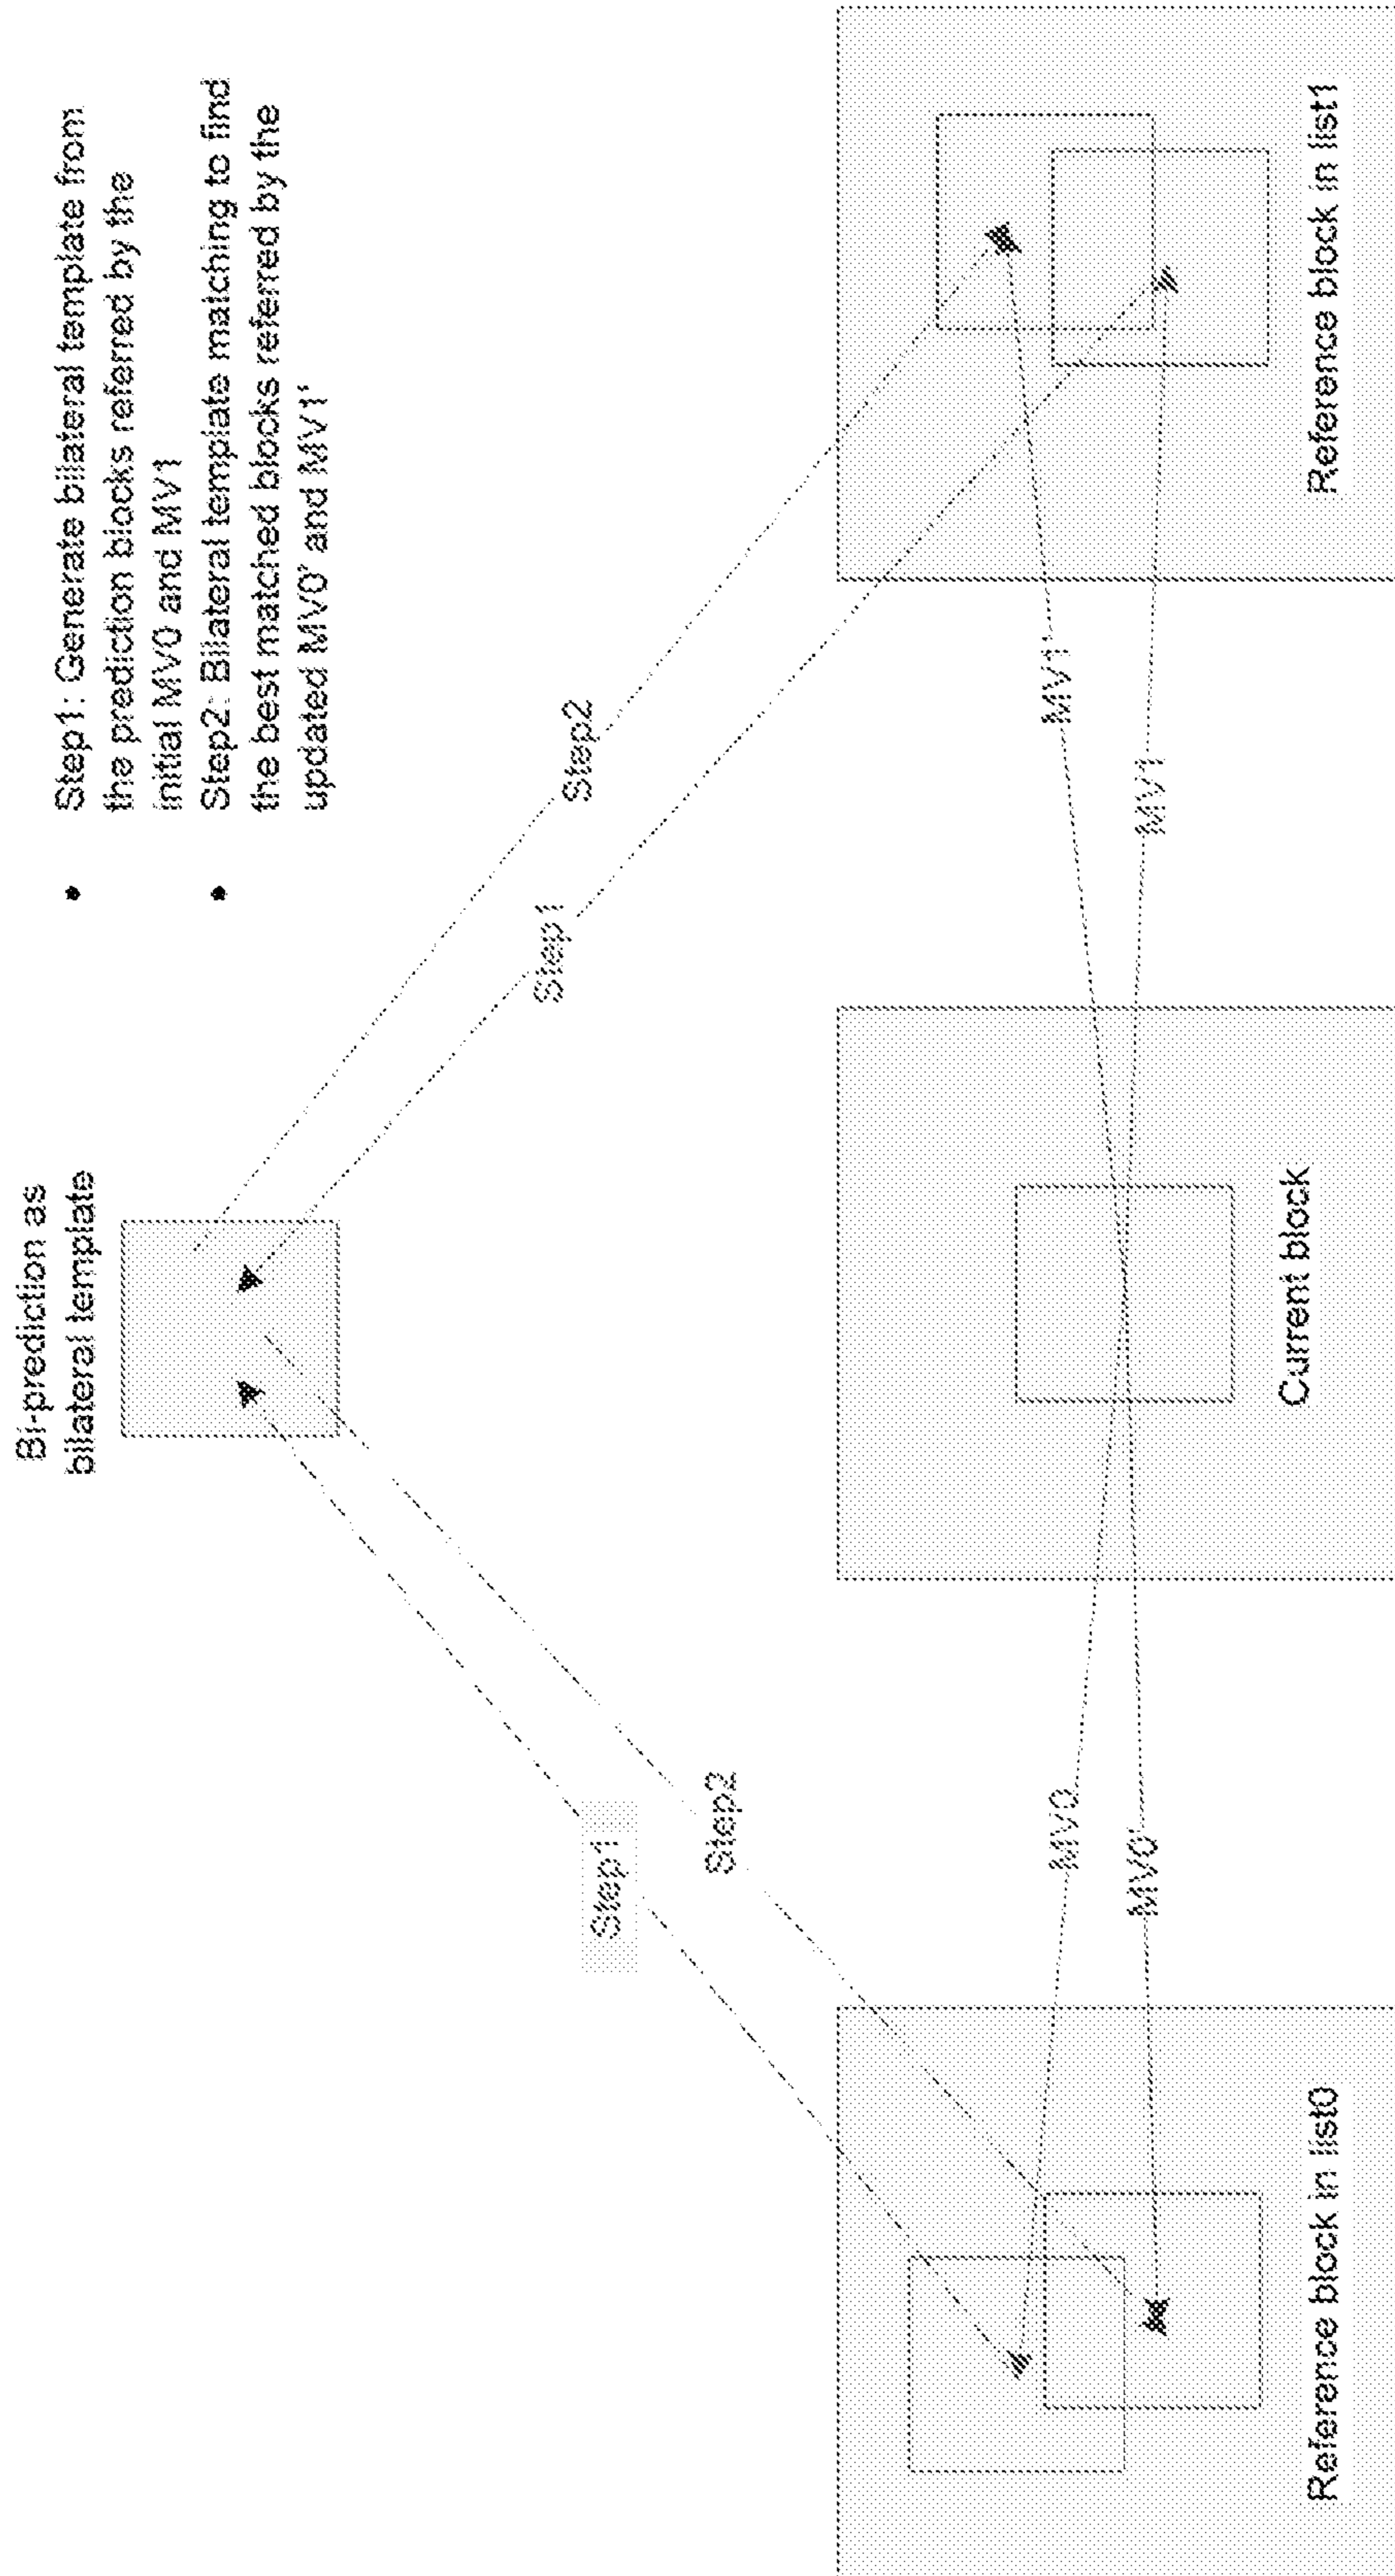 Bi-prediction as
bilateral template
• Step1: Generate bilateral template from
the prediction blocks referred by the
initial MV0 and MV1
• Step2: Bilateral template matching to find
the best matched blocks referred by the
updated MV0' and MV1'
Step1
Step2
Step1
Step2
MV0
MV0'
MV1'
MV1
Reference block in list0
Current block
Reference block in list1